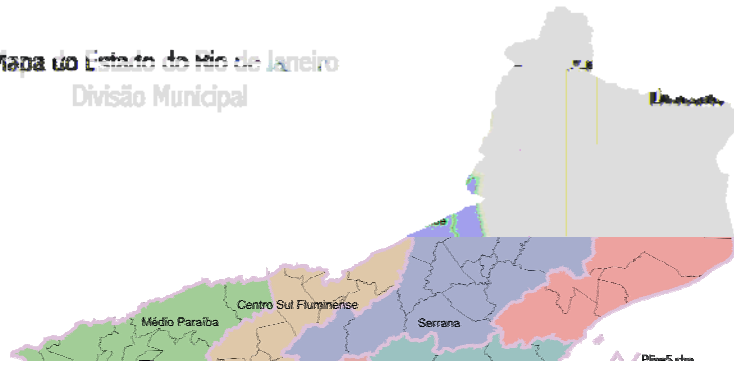 Mapa do Estado do Rio de Janeiro
Divisão Municipal
Centro Sul Fluminense
Médio Paraíba
Serrana